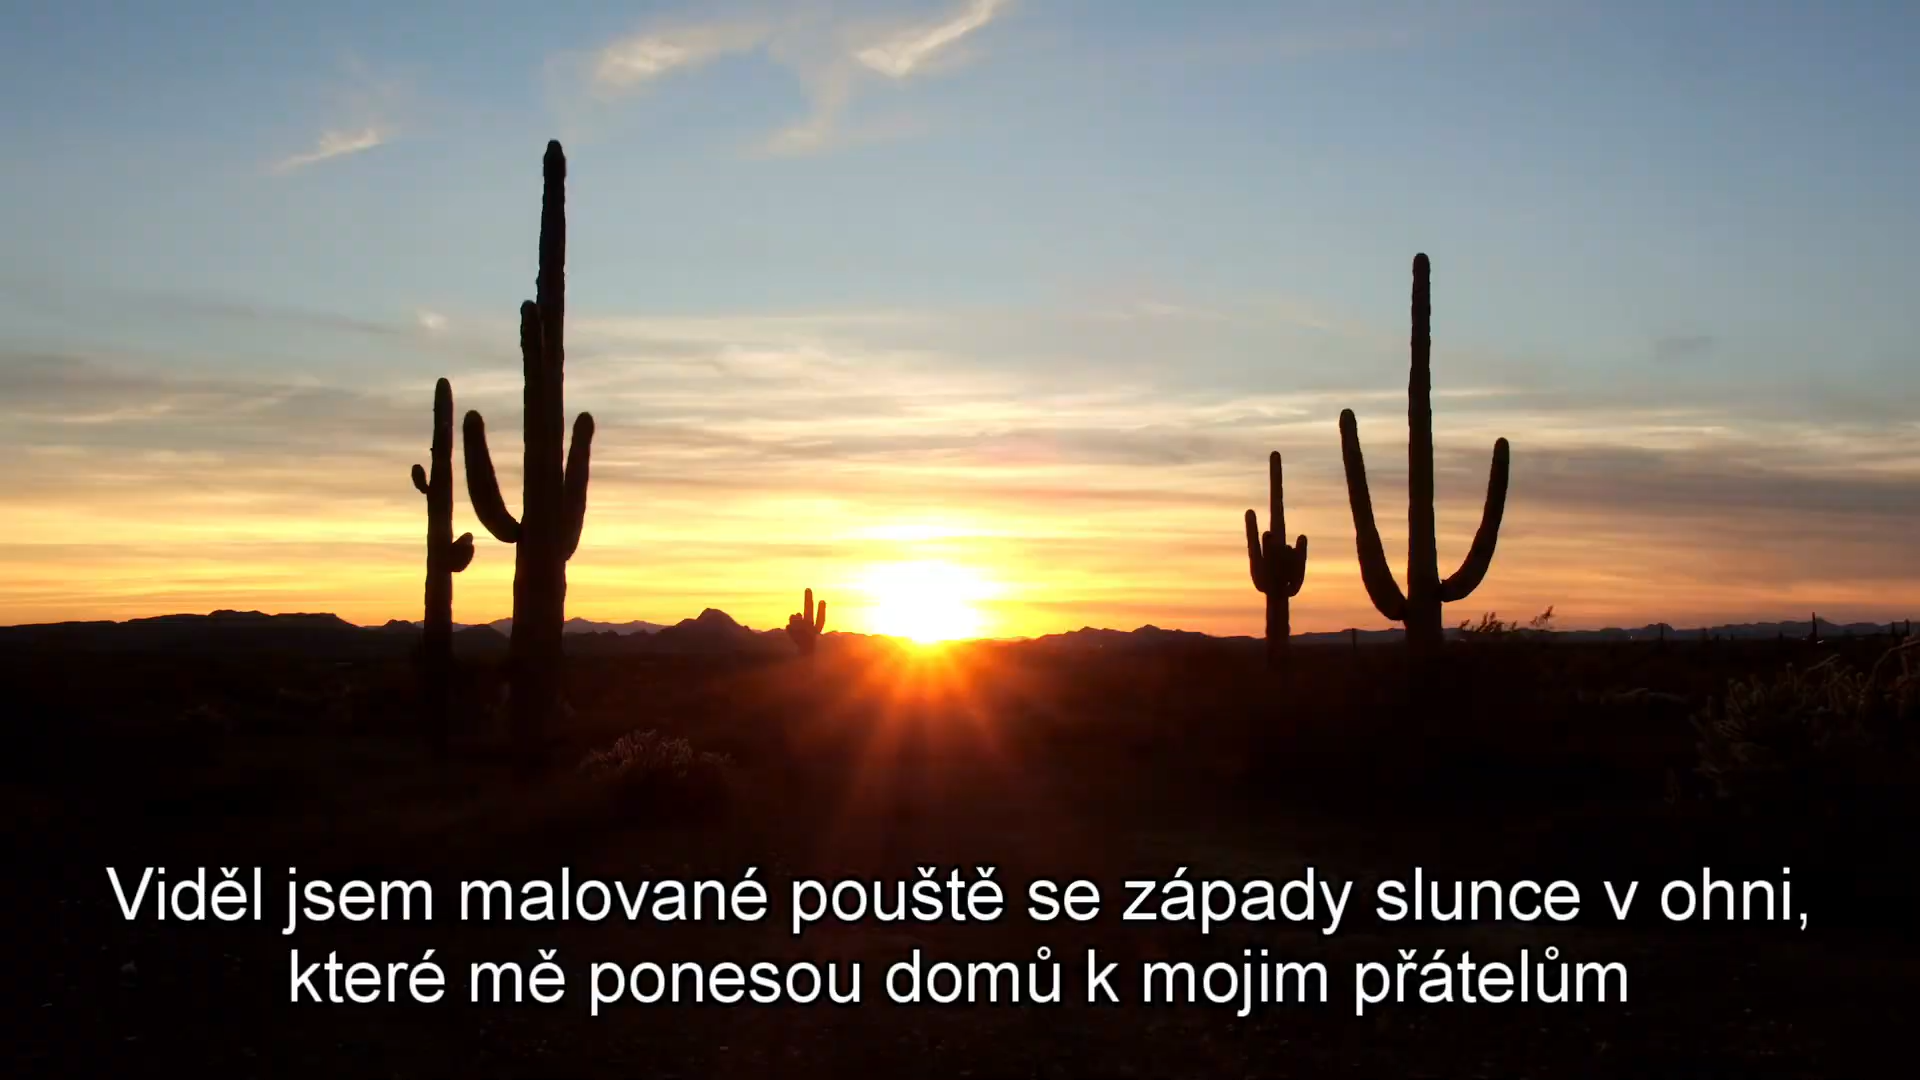 Viděl jsem malované pouště se západy slunce v ohni,
které mě ponesou domů k mojim přátelům